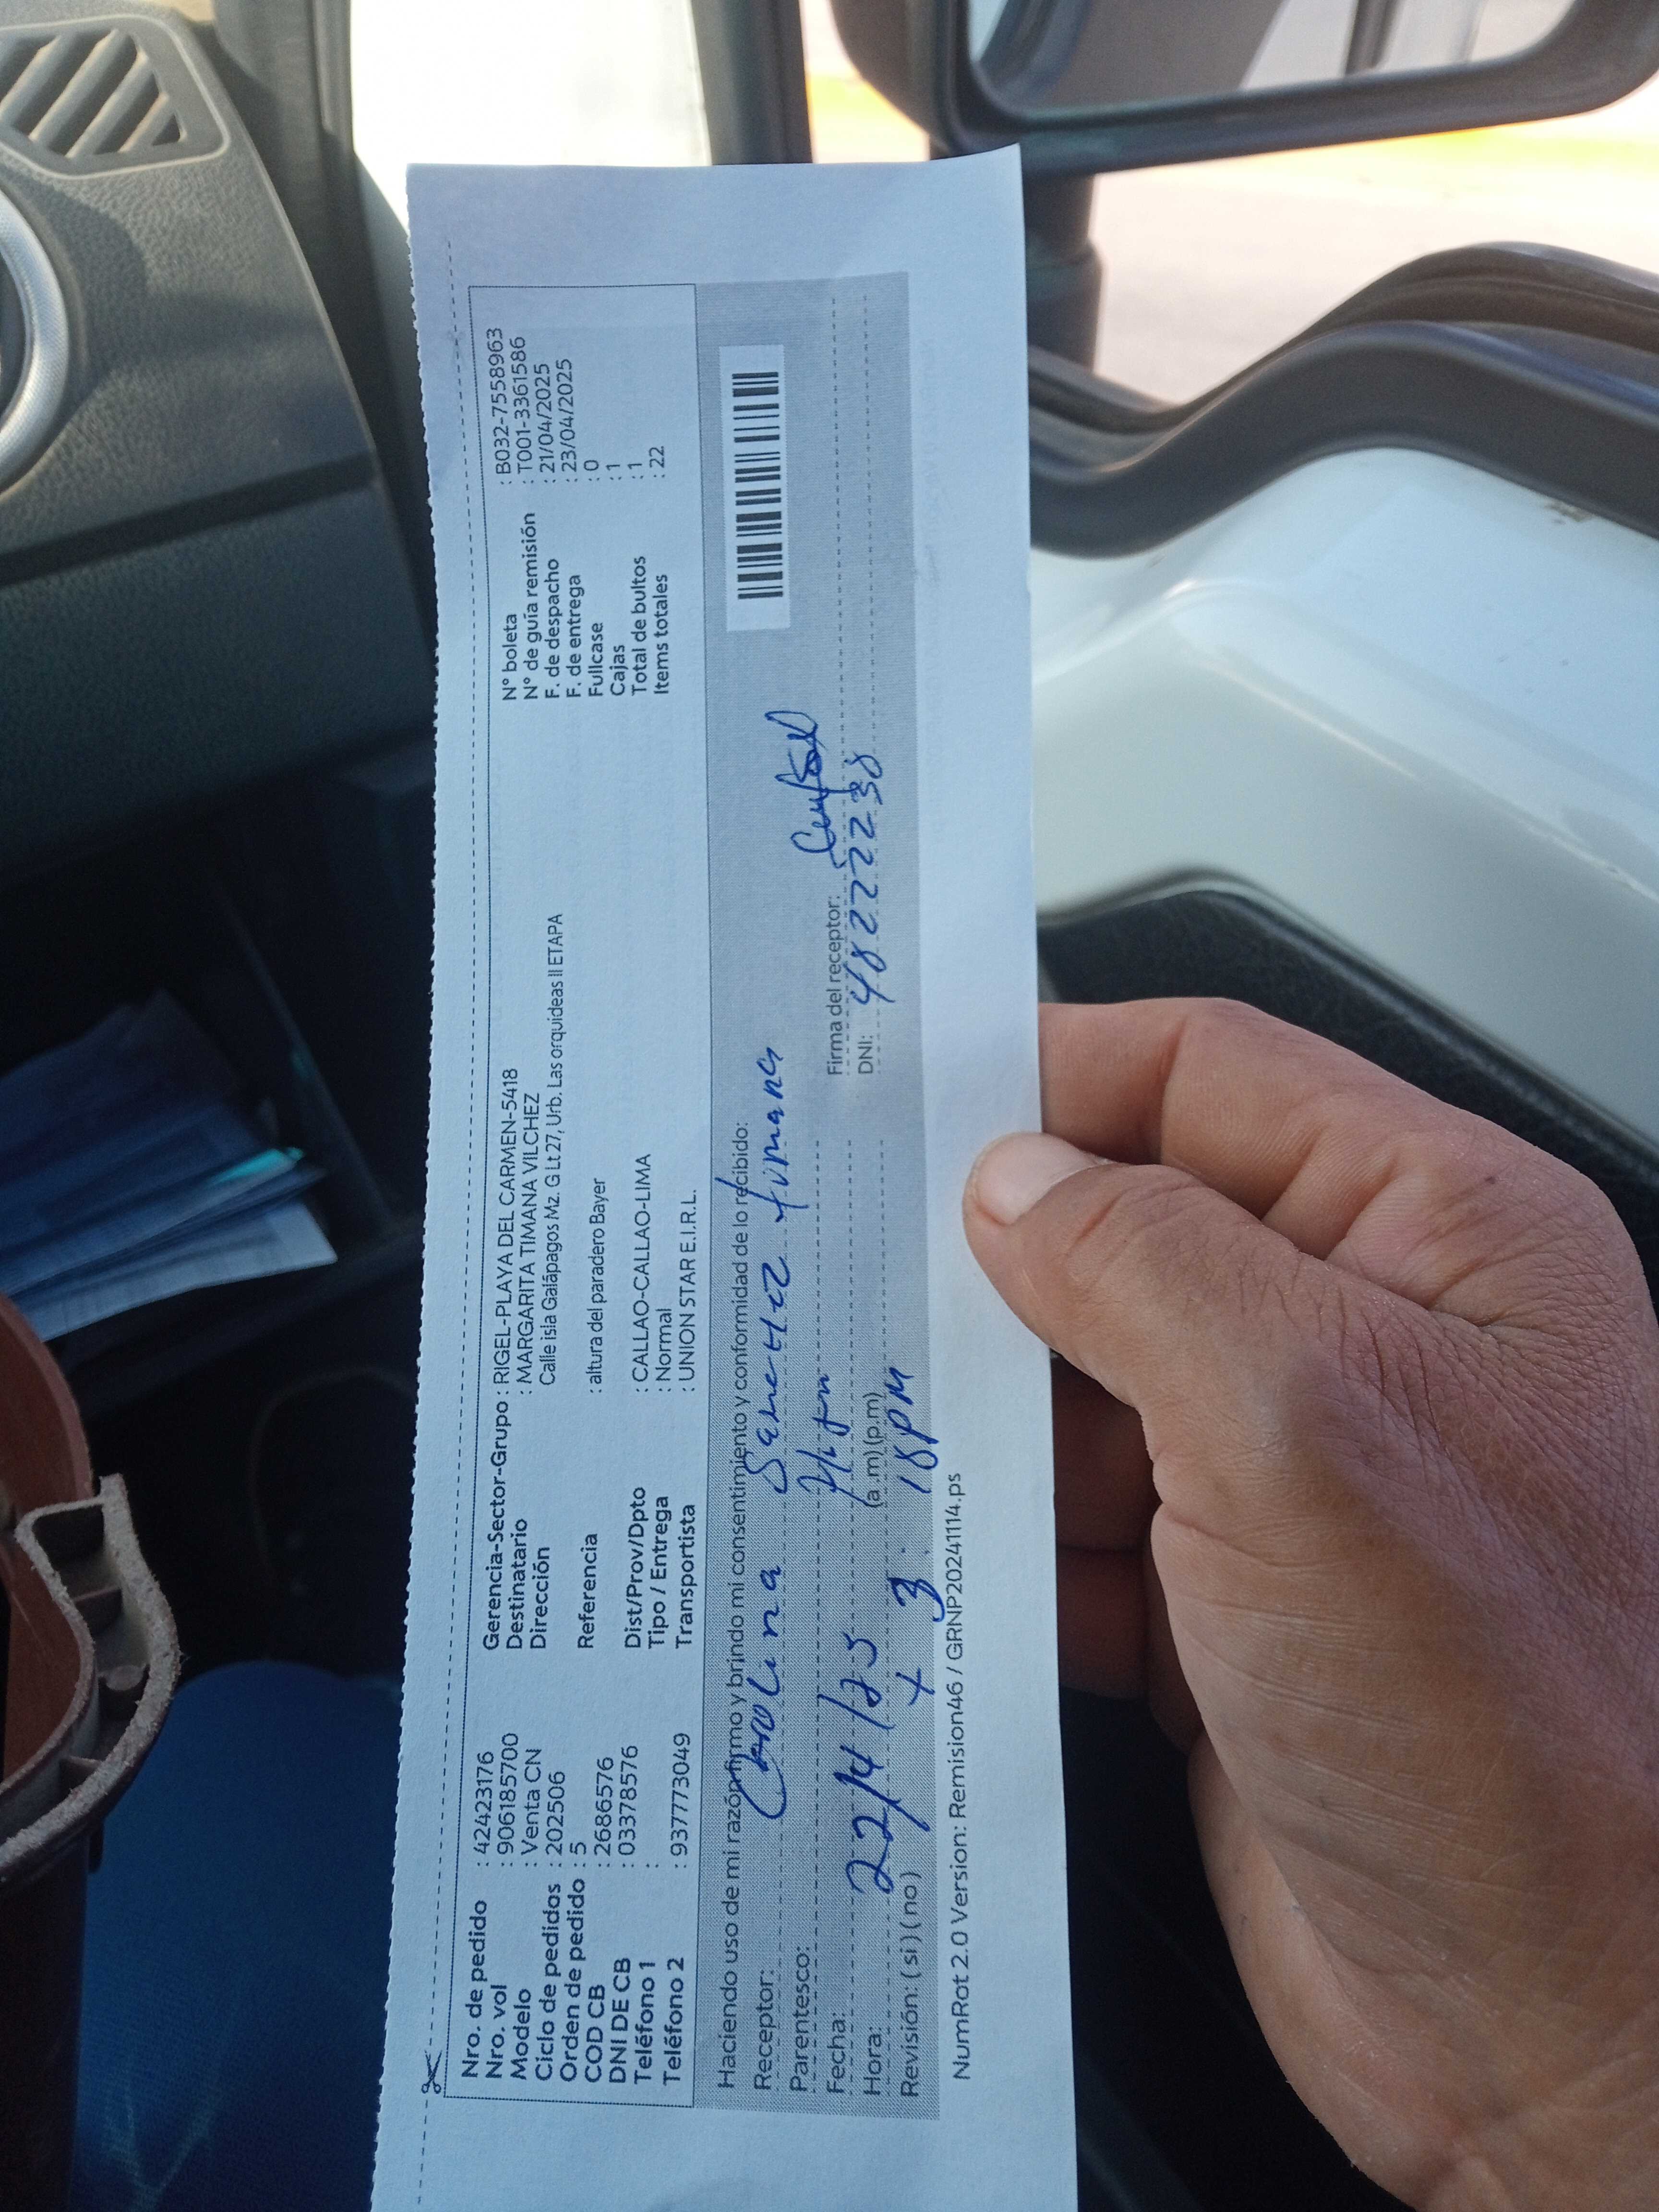 Nro. de pedido : 42423176
Nro. vol : 906185700
Modelo : Venta CN
Ciclo de pedidos : 202506
Orden de pedido : 5
COD CB : 2686576
DNI DE CB : 03378576
Teléfono 1 :
Teléfono 2 : 937773049
Gerencia-Sector-Grupo : RIGEL-PLAYA DEL CARMEN-5418
Destinatario : MARGARITA TIMANA VILCHEZ
Dirección Calle isla Galápagos Mz. G Lt 27, Urb. Las orquideas II ETAPA
Referencia : altura del paradero Bayer
Dist/Prov/Dpto : CALLAO-CALLAO-LIMA
Tipo / Entrega : Normal
Transportista : UNION STAR E.I.R.L.
N° boleta : B032-7558963
N° de guía remisión : T001-3361586
F. de despacho : 21/04/2025
F. de entrega : 23/04/2025
Fullcase : 0
Cajas : 1
Total de bultos : 1
Items totales : 22
Haciendo uso de mi razón firmo y brindo mi consentimiento y conformidad de lo recibido:
Receptor: Carolina Sanchez timana
Parentesco:
Firma del receptor:
Fecha: 22/4/25
DNI: 48222238
Hora: (a.m) (p.m)
Revisión: ( si ) ( no ) + 3. 18 pm
NumRot 2.0 Version: Remision46 / GRNP20241114.ps